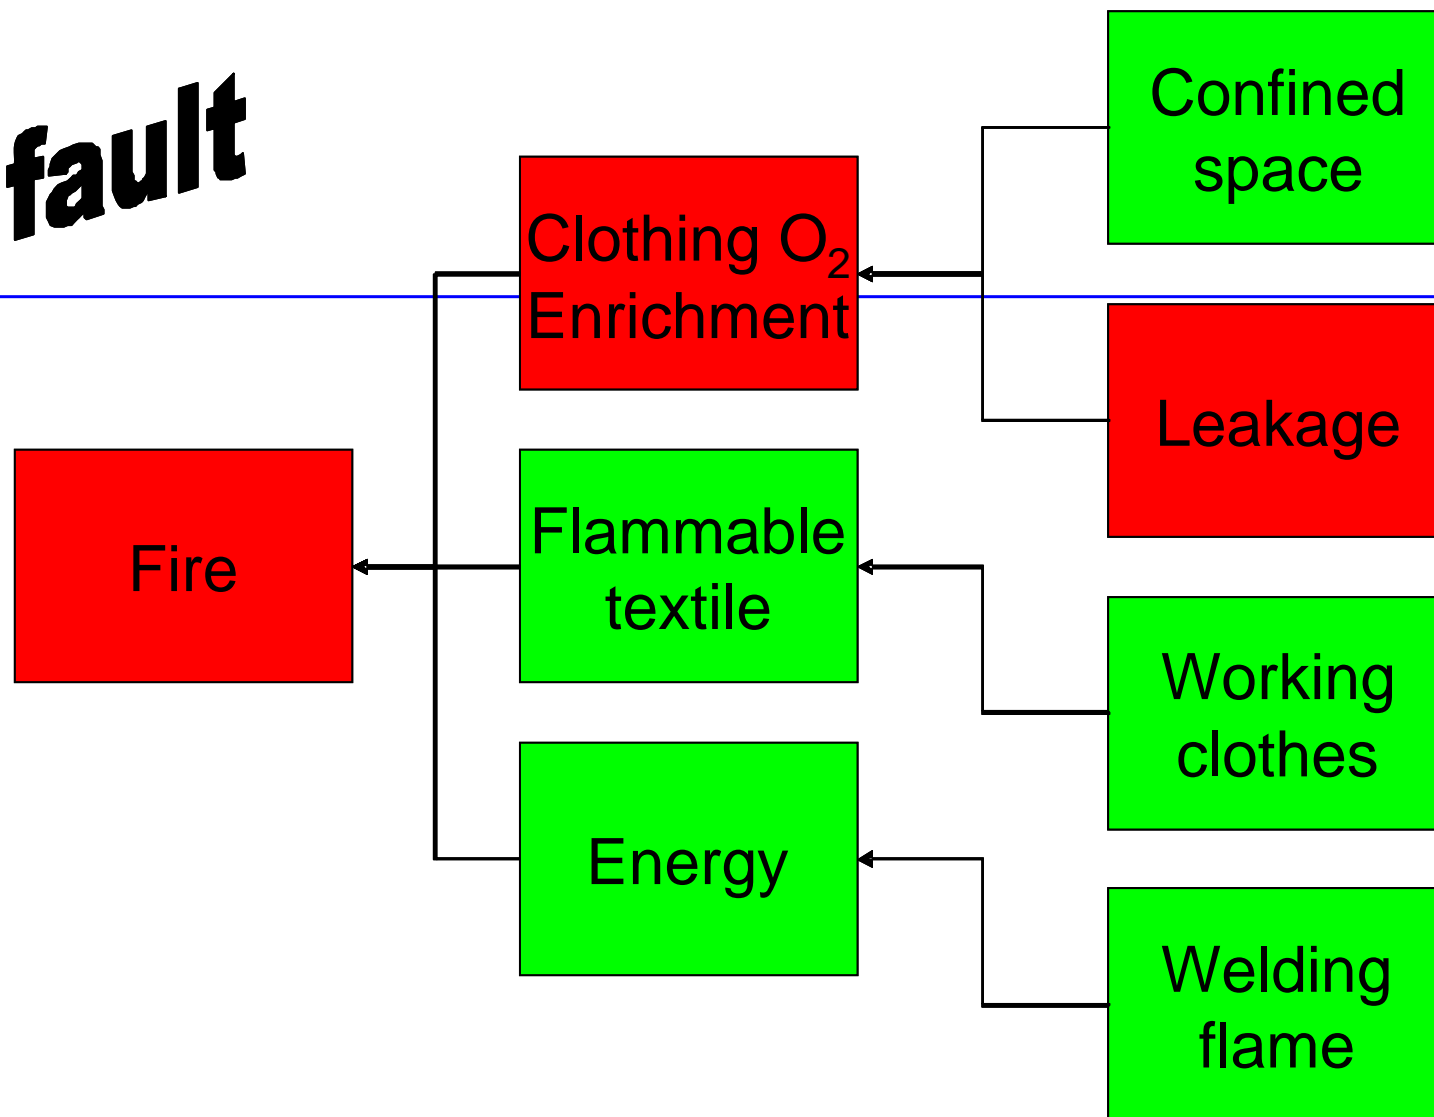 fault
Confined
space
Clothing O₂
Enrichment
Leakage
Fire
Flammable
textile
Working
clothes
Energy
Welding
flame